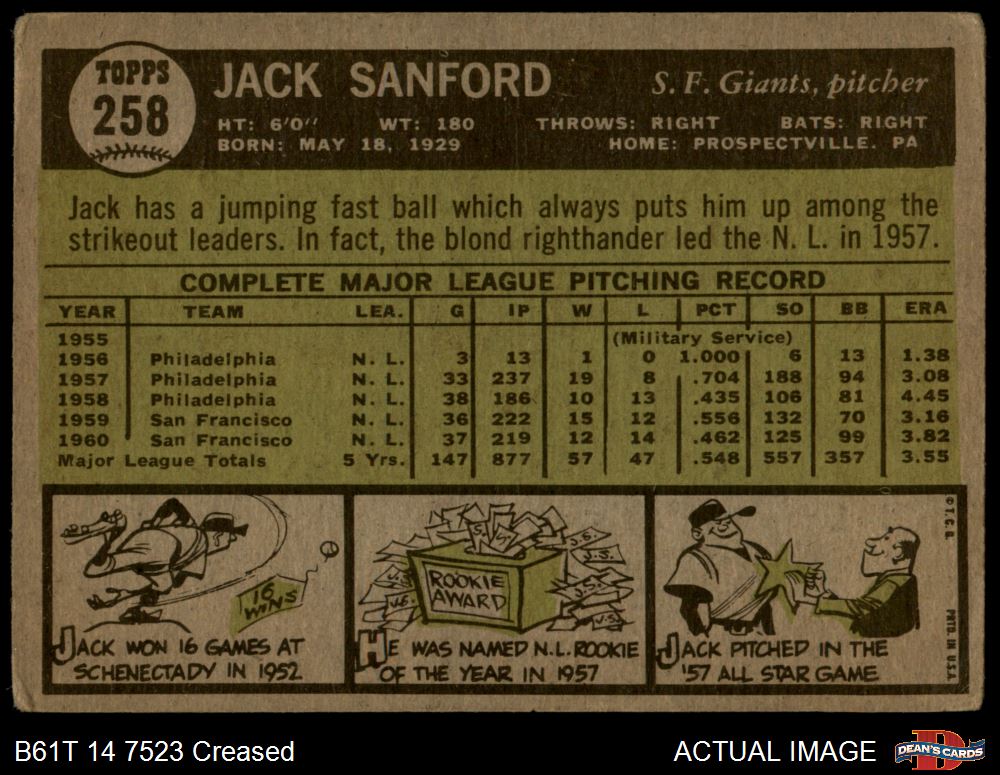 TOPPS
258
JACK SANFORD
S. F. Giants, pitcher
HT: 6'0" WT: 180 THROWS: RIGHT BATS: RIGHT
BORN: MAY 18, 1929 HOME: PROSPECTVILLE, PA
Jack has a jumping fast ball which always puts him up among the
strikeout leaders. In fact, the blond righthander led the N. L. in 1957.
COMPLETE MAJOR LEAGUE PITCHING RECORD
YEAR TEAM LEA. G IP W L PCT SO BB ERA
1955 (Military Service)
1956 Philadelphia N. L. 3 13 1 0 1.000 6 13 1.38
1957 Philadelphia N. L. 33 237 19 8 .704 188 94 3.08
1958 Philadelphia N. L. 38 186 10 13 .435 106 81 4.45
1959 San Francisco N. L. 36 222 15 12 .556 132 70 3.16
1960 San Francisco N. L. 37 219 12 14 .462 125 99 3.82
Major League Totals 5 Yrs. 147 877 57 47 .548 557 357 3.55
16
WINS
JACK WON 16 GAMES AT
SCHENECTADY IN 1952
J.S.
J.S.
J.S.
J.S.
J.S.
ROOKIE
AWARD
HE WAS NAMED N.L. ROOKIE
OF THE YEAR IN 1957
JACK PITCHED IN THE
'57 ALL STAR GAME
© T. C. G.
PRTD. IN U.S.A.
B61T 14 7523 Creased
ACTUAL IMAGE
D
DEAN'S CARDS